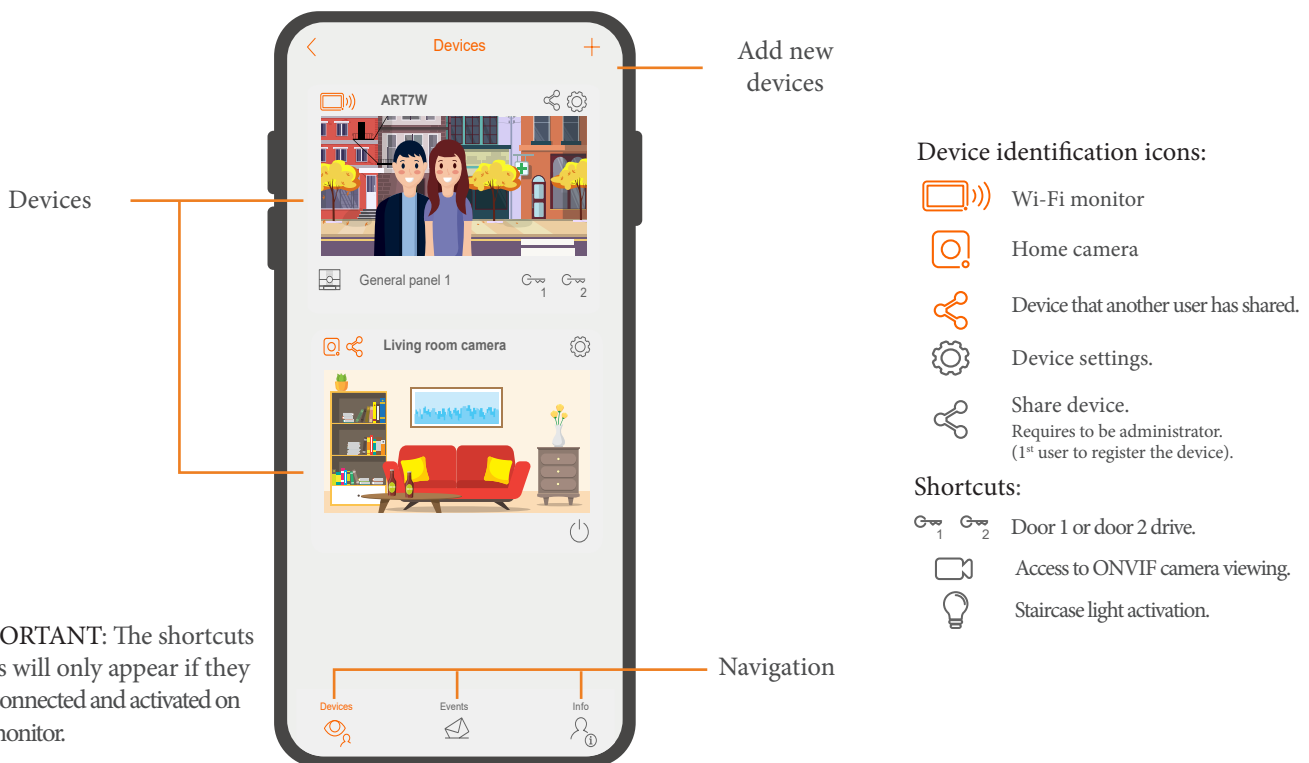 Devices
Add new
devices
ART7W
General panel 1
1
2
Living room camera
Devices
Device identification icons:
Wi-Fi monitor
Home camera
Device that another user has shared.
Device settings.
Share device.
Requires to be administrator.
(1st user to register the device).
Shortcuts:
1
2
Door 1 or door 2 drive.
Access to ONVIF camera viewing.
Staircase light activation.
PORTANT: The shortcuts
s will only appear if they
onnected and activated on
onitor.
Devices
Events
Info
Navigation